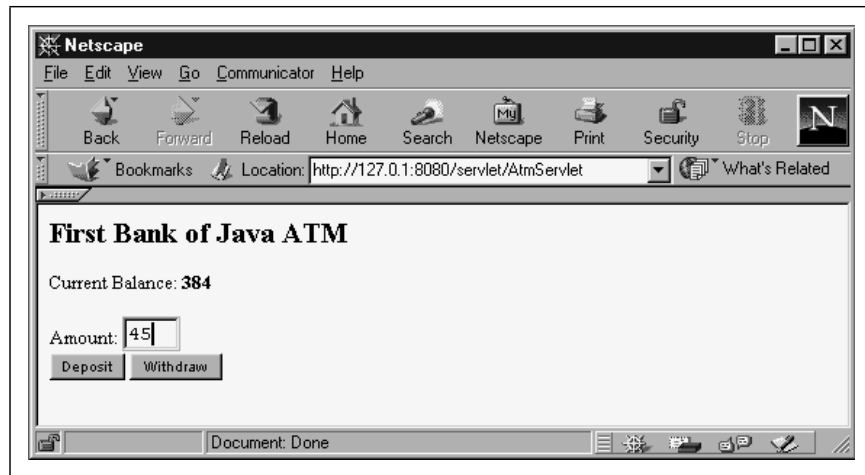 Netscape
File Edit View Go Communicator Help
Back Forward Reload Home Search Netscape Print Security Stop
My
N
Bookmarks Location: http://127.0.1:8080/servlet/AtmServlet What's Related
First Bank of Java ATM
Current Balance: 384
Amount: 45
Deposit Withdraw
Document: Done